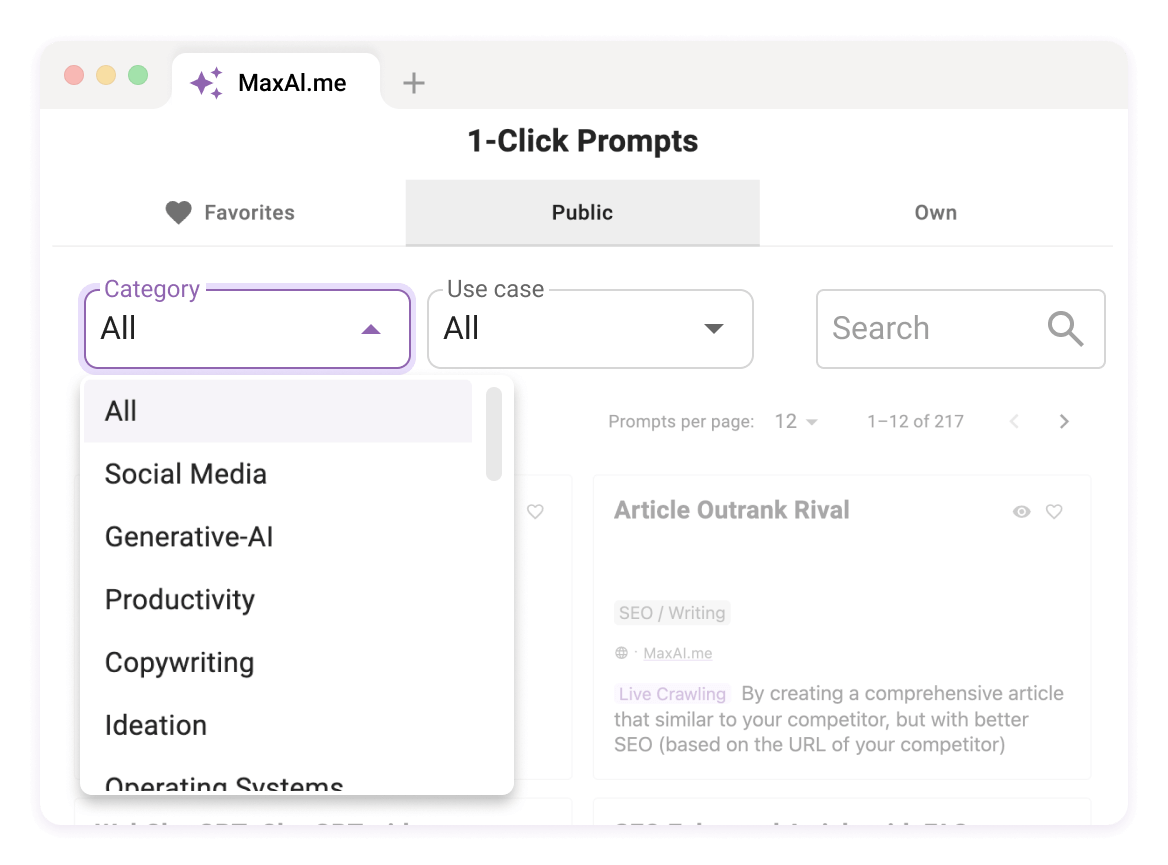 MaxAI.me
1-Click Prompts
Favorites
Public
Own
Category
All
Use case
All
Search
All
Social Media
Generative-AI
Productivity
Copywriting
Ideation
Operating Systems
Prompts per page:
12
1–12 of 217
Article Outrank Rival
SEO / Writing
· MaxAI.me
Live Crawling By creating a comprehensive article
that similar to your competitor, but with better
SEO (based on the URL of your competitor)